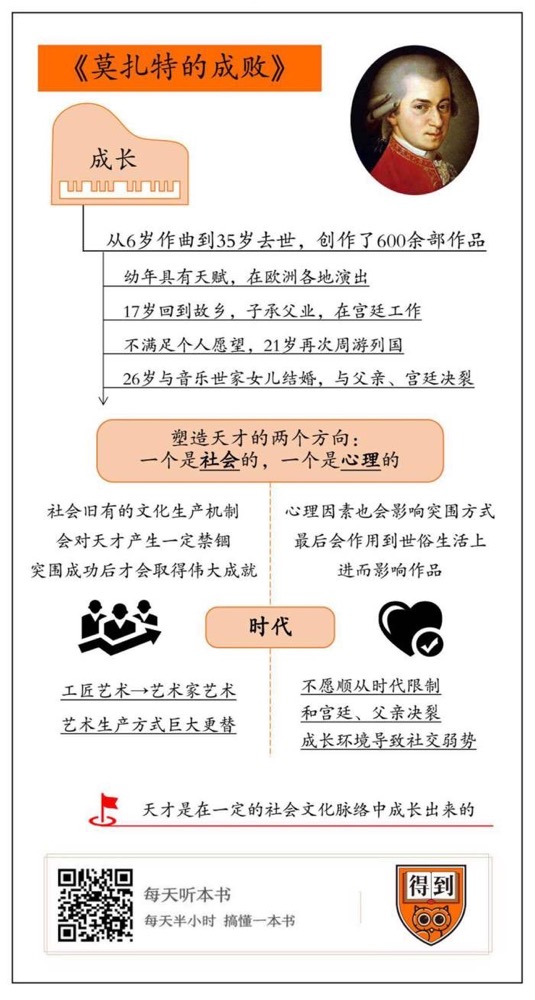 《莫扎特的成败》
成长
从6岁作曲到35岁去世，创作了600余部作品
幼年具有天赋，在欧洲各地演出
17岁回到故乡，子承父业，在宫廷工作
不满足个人愿望，21岁再次周游列国
26岁与音乐世家女儿结婚，与父亲、宫廷决裂
塑造天才的两个方向：
一个是社会的，一个是心理的
社会旧有的文化生产机制
会对天才产生一定禁锢
突围成功后才会取得伟大成就
心理因素也会影响突围方式
最后会作用到世俗生活上
进而影响作品
时代
工匠艺术→艺术家艺术
艺术生产方式巨大更替
不愿顺从时代限制
和宫廷、父亲决裂
成长环境导致社交弱势
天才是在一定的社会文化脉络中成长出来的
每天听本书
每天半小时 搞懂一本书
得到